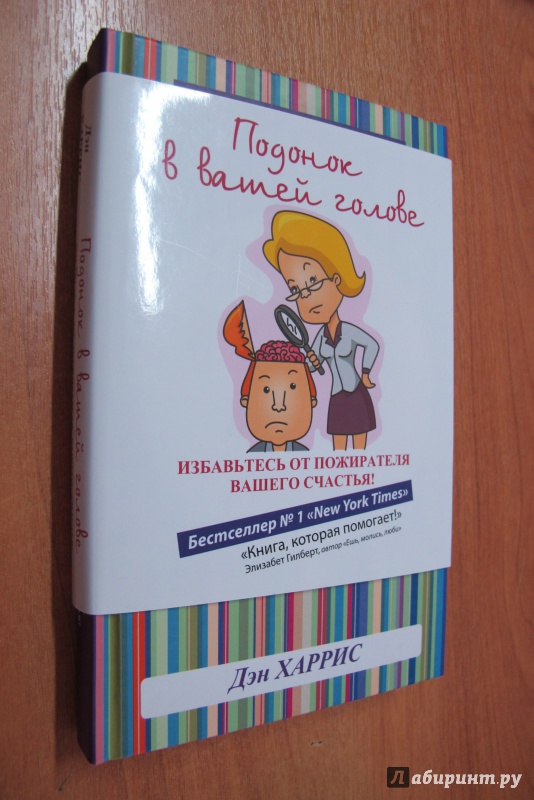 Подонок
в вашей голове
ИЗБАВЬТЕСЬ ОТ ПОЖИРАТЕЛЯ
ВАШЕГО СЧАСТЬЯ!
Бестселлер № 1 «New York Times»
«Книга, которая помогает!»
Элизабет Гилберт, автор «Ешь, молись, люби»
Дэн ХАРРИС
Дэн
Подонок в вашей голове
Лабиринт.ру